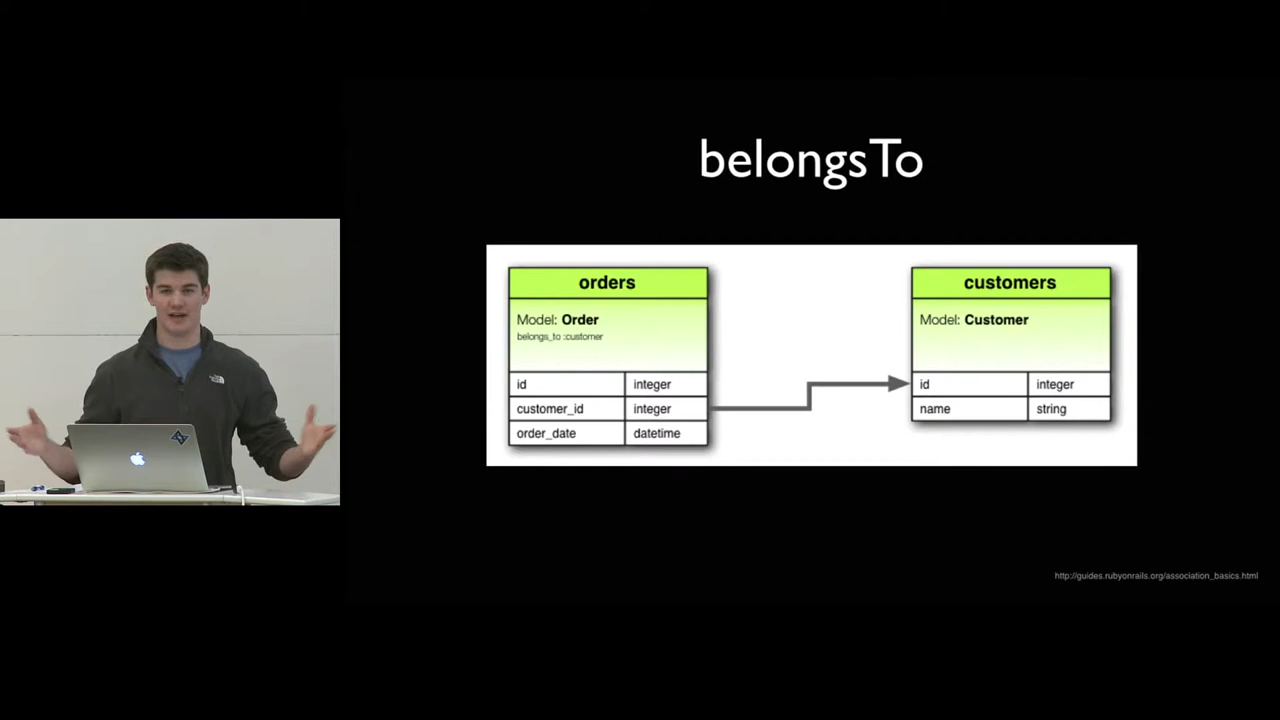 belongsTo
orders
Model: Order
belongs_to :customer
id integer
customer_id integer
order_date datetime
customers
Model: Customer
id integer
name string
http://guides.rubyonrails.org/association_basics.html